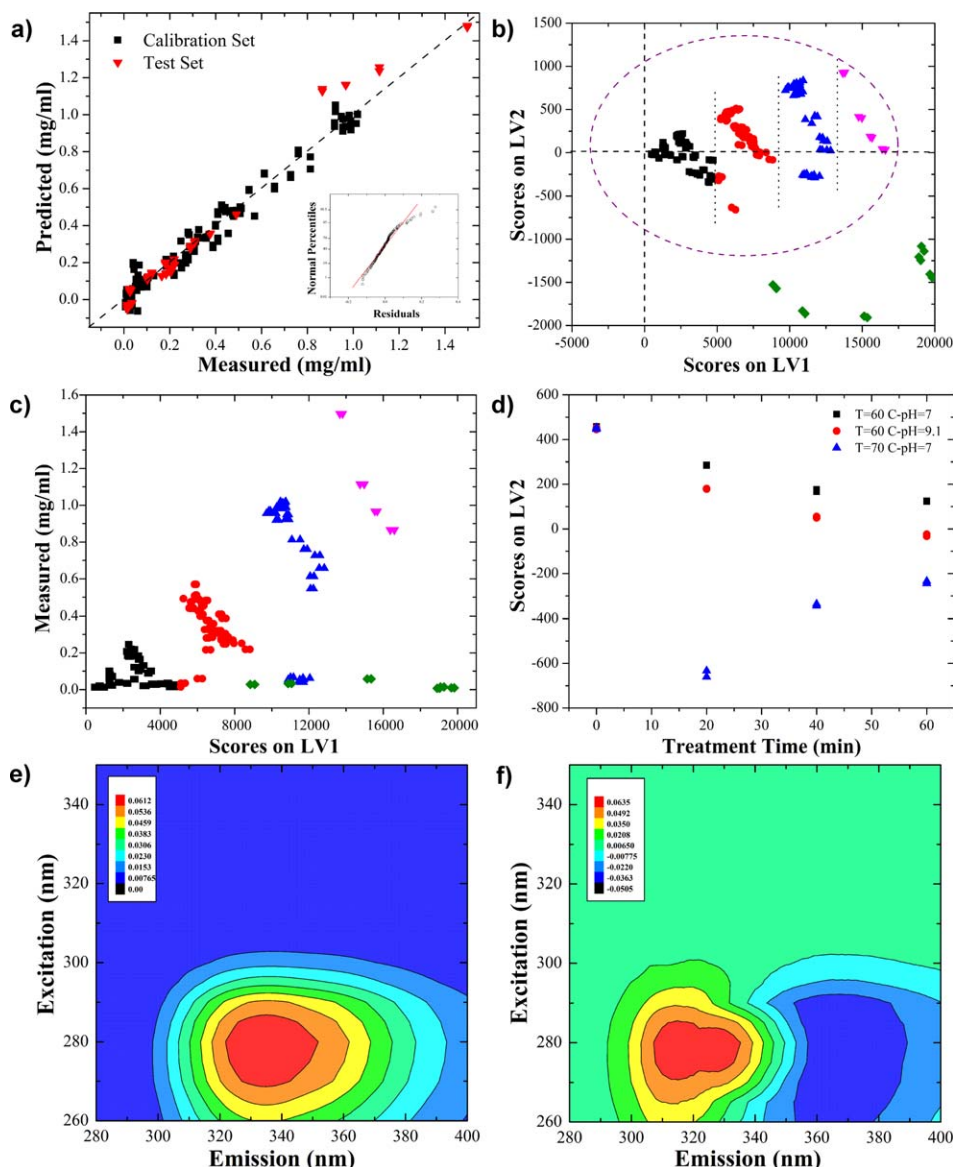 a)
Predicted (mg/ml)
1.4
1.2
1.0
0.8
0.6
0.4
0.2
0.0
Calibration Set
Test Set
Normal Percentiles
Residuals
-0.2
0.0
0.2
0.4
0.0 0.2 0.4 0.6 0.8 1.0 1.2 1.4
Measured (mg/ml)
b)
Scores on LV2
1500
1000
500
0
-500
-1000
-1500
-2000
-5000 0 5000 10000 15000 20000
Scores on LV1
c)
Measured (mg/ml)
1.6
1.4
1.2
1.0
0.8
0.6
0.4
0.2
0.0
0 4000 8000 12000 16000 20000
Scores on LV1
d)
Scores on LV2
600
400
200
0
-200
-400
-600
-800
T=60 C-pH=7
T=60 C-pH=9.1
T=70 C-pH=7
0 10 20 30 40 50 60
Treatment Time (min)
e)
Excitation (nm)
340
320
300
280
260
0.0612
0.0536
0.0459
0.0383
0.0306
0.0230
0.0153
0.00765
0.00
280 300 320 340 360 380 400
Emission (nm)
f)
Excitation (nm)
340
320
300
280
260
0.0635
0.0492
0.0350
0.0208
0.00650
-0.00775
-0.0220
-0.0363
-0.0505
280 300 320 340 360 380 400
Emission (nm)